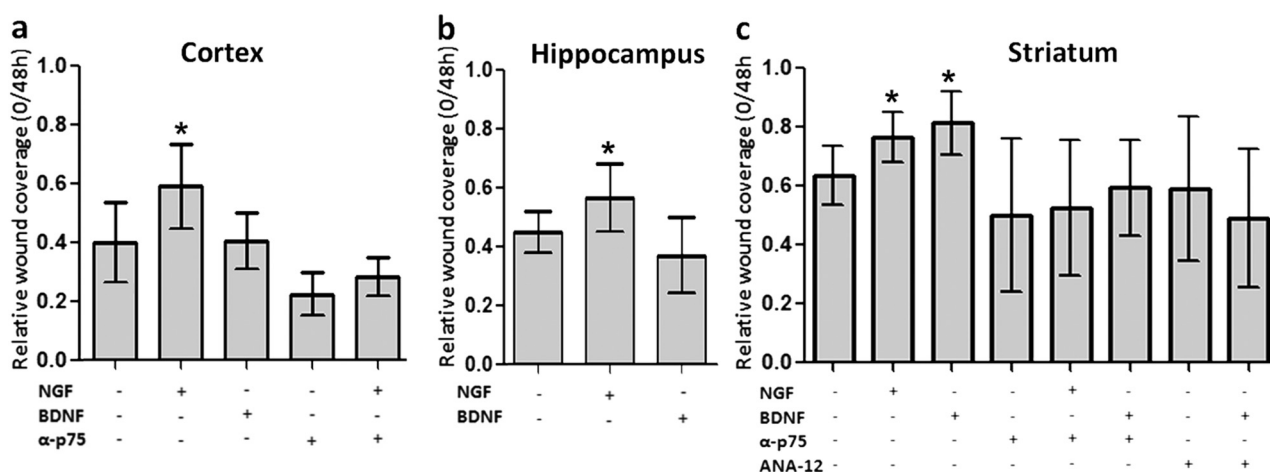 a
Cortex
Relative wound coverage (0/48h)
1.0
0.8
0.6
0.4
0.2
0.0
*
NGF - + - - +
BDNF - - + - -
α-p75 - - - + +
b
Hippocampus
Relative wound coverage (0/48h)
1.0
0.8
0.6
0.4
0.2
0.0
*
NGF - + -
BDNF - - +
c
Striatum
Relative wound coverage (0/48h)
1.0
0.8
0.6
0.4
0.2
0.0
* *
NGF - + - - + - - -
BDNF - - + - - + - +
α-p75 - - - + + + - -
ANA-12 - - - - - - + +